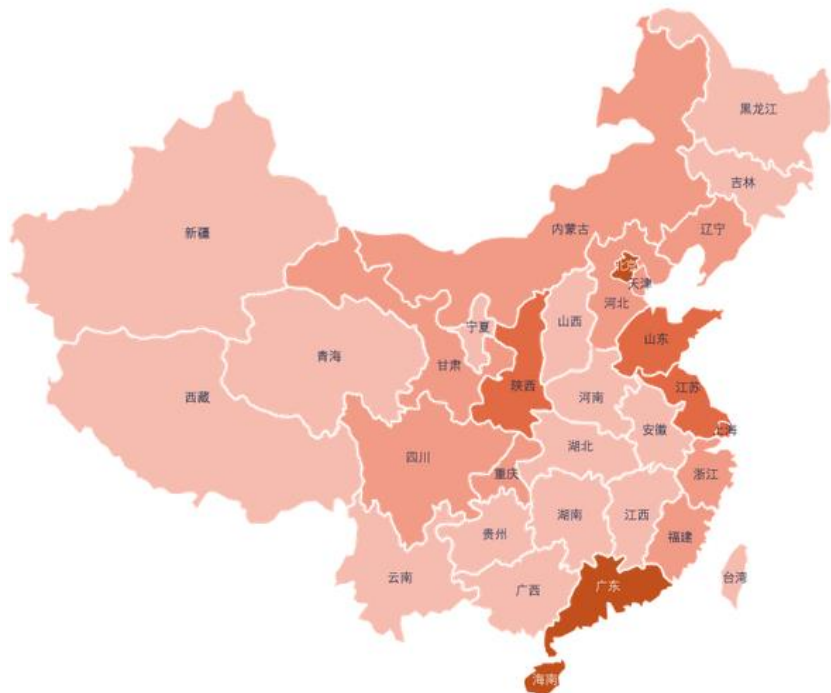 黑龙江
吉林
新疆
内蒙古
辽宁
北京
天津
河北
宁夏
山西
山东
青海
甘肃
陕西
江苏
西藏
河南
上海
安徽
湖北
四川
重庆
浙江
湖南
江西
贵州
福建
云南
台湾
广西
广东
海南